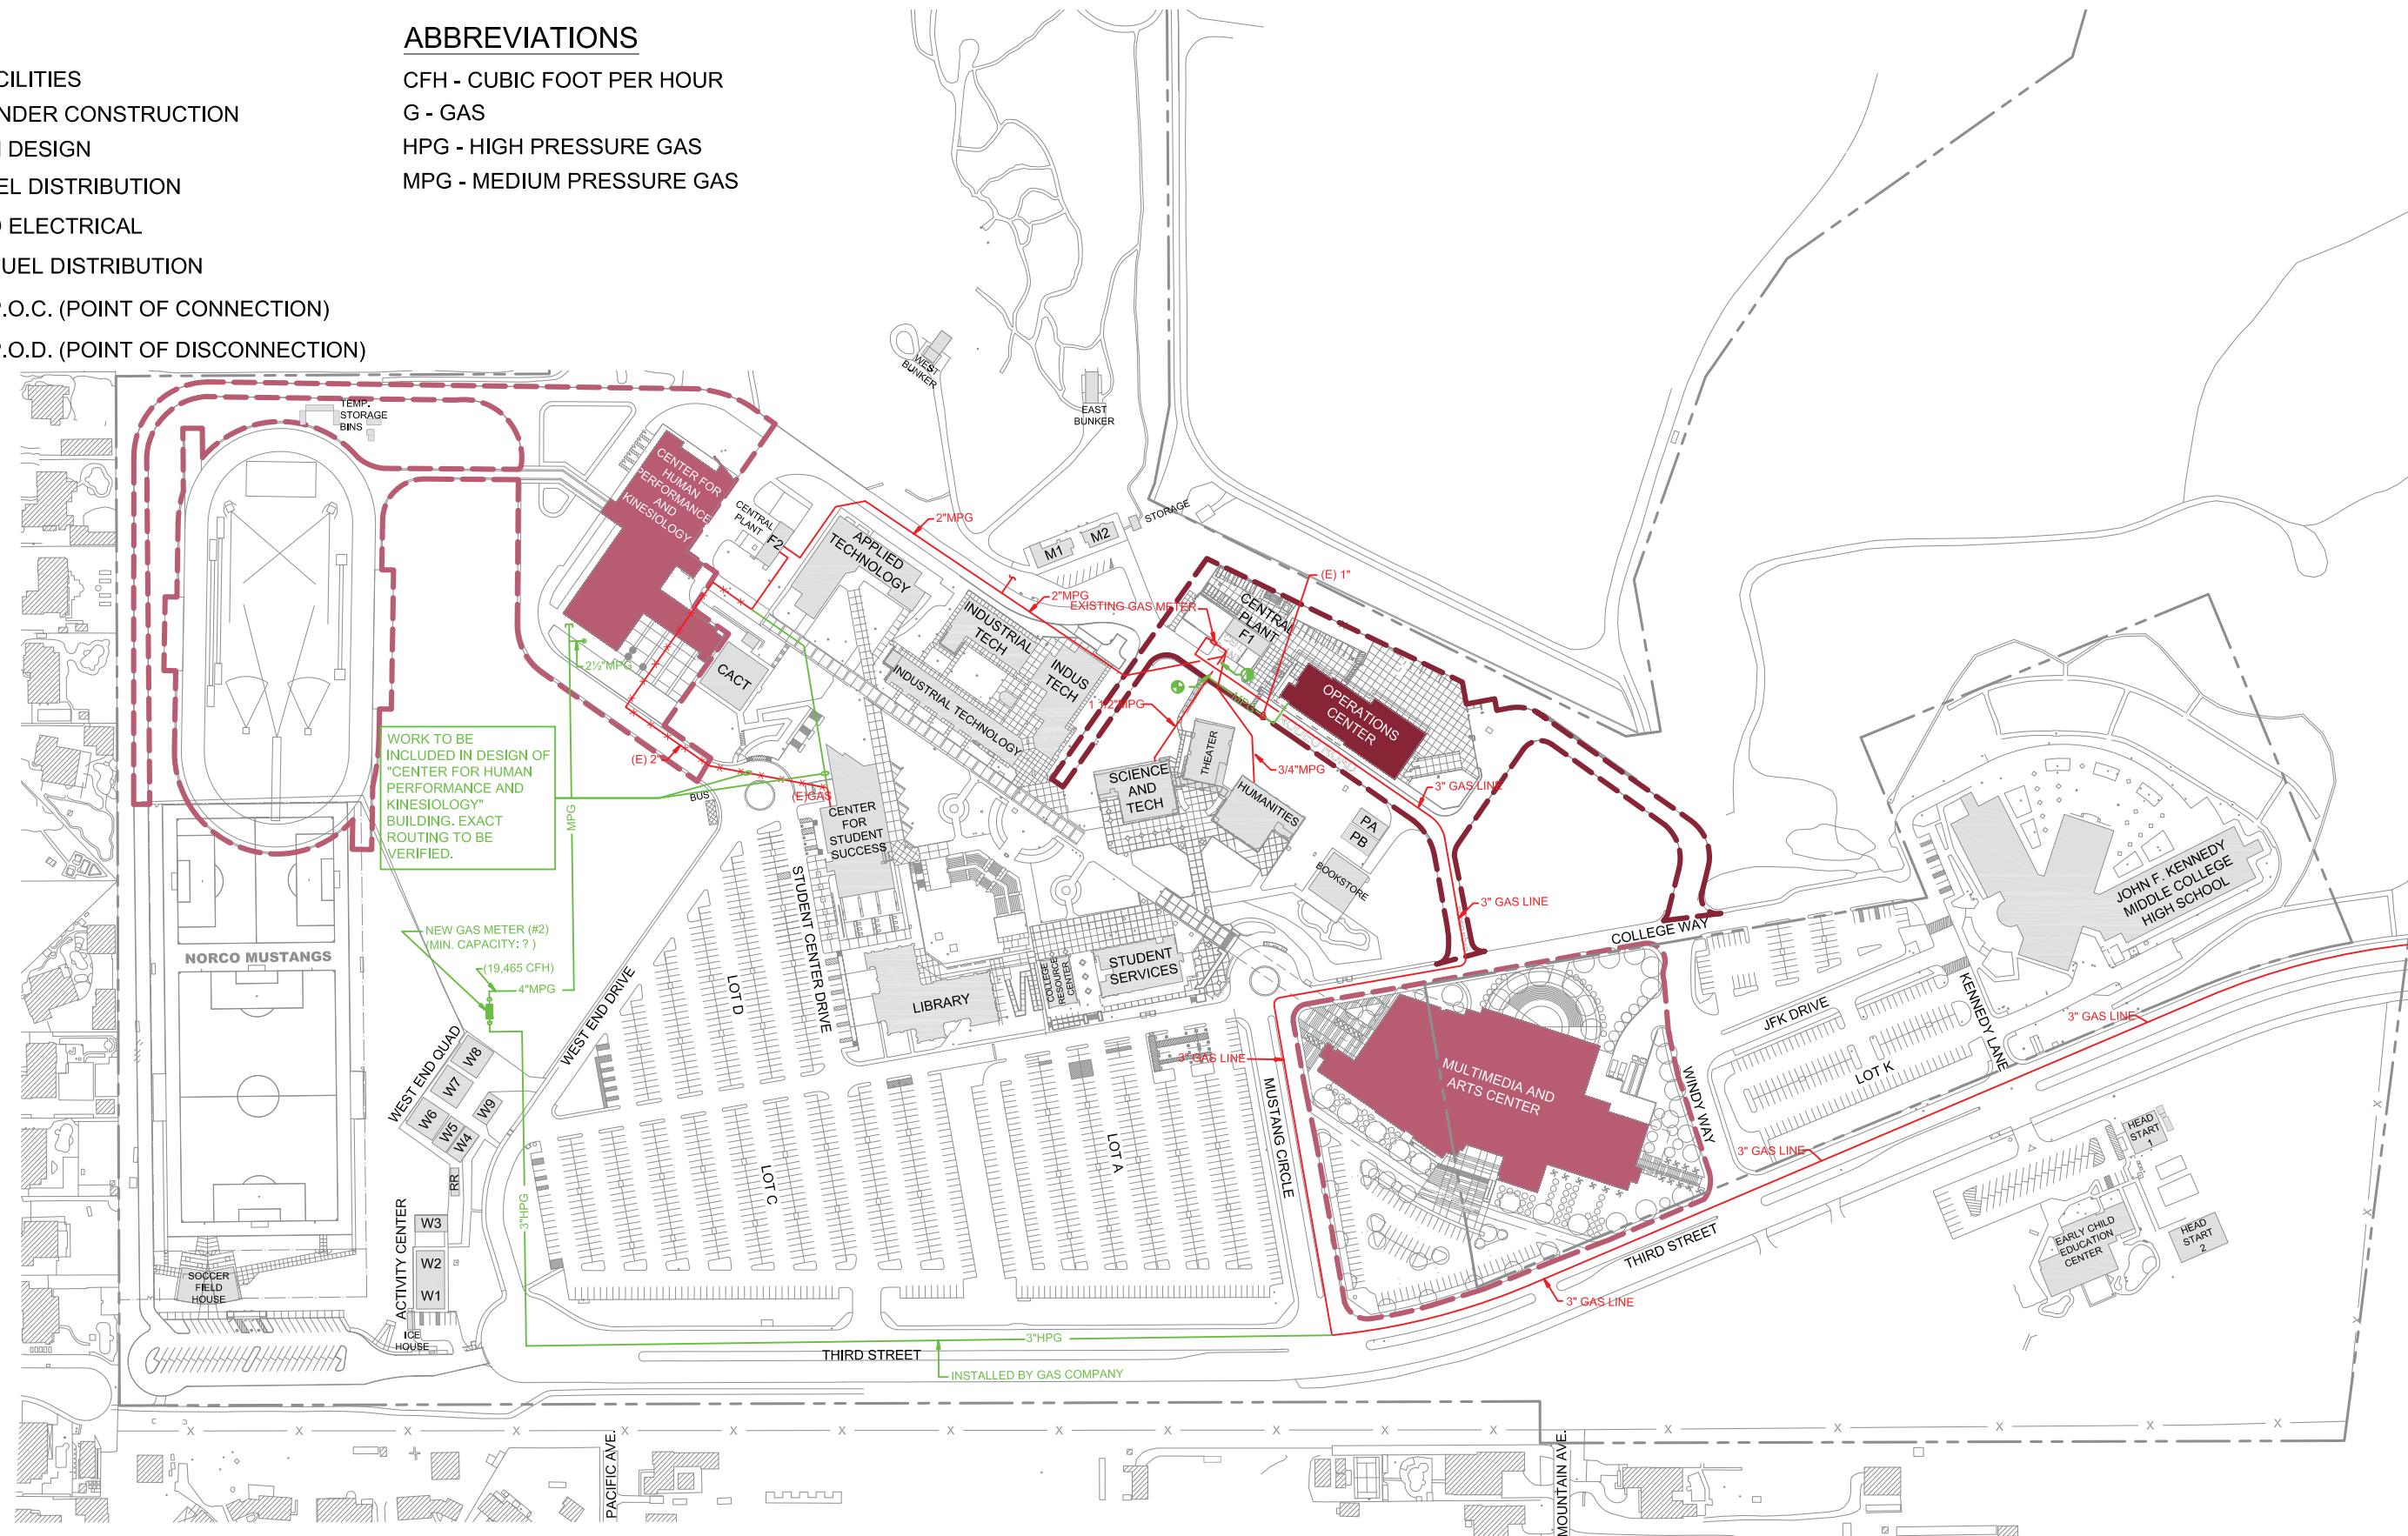 CILITIES
NDER CONSTRUCTION
DESIGN
EL DISTRIBUTION
ELECTRICAL
UEL DISTRIBUTION
P.O.C. (POINT OF CONNECTION)
P.O.D. (POINT OF DISCONNECTION)
ABBREVIATIONS
CFH - CUBIC FOOT PER HOUR
G - GAS
HPG - HIGH PRESSURE GAS
MPG - MEDIUM PRESSURE GAS
WEST
BUNKER
EAST
BUNKER
TEMP.
STORAGE
BINS
CENTER FOR
HUMAN
PERFORMANCE
AND
KINESIOLOGY
CENTRAL
PLANT
F2
2"MPG
APPLIED
TECHNOLOGY
M1
M2
STORAGE
2"MPG
EXISTING GAS METER
(E) 1"
CENTRAL
PLANT
F1
INDUSTRIAL
TECH
INDUS
TECH
INDUSTRIAL TECHNOLOGY
CACT
2½"MPG
1 1/2"MPG
MPG
OPERATIONS
CENTER
THEATER
3/4"MPG
SCIENCE
AND
TECH
HUMANITIES
3" GAS LINE
PA
PB
BOOKSTORE
WORK TO BE
INCLUDED IN DESIGN OF
"CENTER FOR HUMAN
PERFORMANCE AND
KINESIOLOGY"
BUILDING. EXACT
ROUTING TO BE
VERIFIED.
(E) 2"
BUS
(E)GAS
MPG
CENTER
FOR
STUDENT
SUCCESS
STUDENT CENTER DRIVE
3" GAS LINE
COLLEGE WAY
JOHN F. KENNEDY
MIDDLE COLLEGE
HIGH SCHOOL
NEW GAS METER (#2)
(MIN. CAPACITY: ? )
(19,465 CFH)
4"MPG
NORCO MUSTANGS
WEST END DRIVE
LOT D
LIBRARY
COLLEGE
RESOURCE
CENTER
STUDENT
SERVICES
JFK DRIVE
KENNEDY LANE
3" GAS LINE
WEST END QUAD
W8
W7
W6
W5
W4
W9
3" GAS LINE
MUSTANG CIRCLE
MULTIMEDIA AND
ARTS CENTER
WINDY WAY
LOT K
3" GAS LINE
HEAD
START
1
RR
3"HPG
LOT C
LOT A
ACTIVITY CENTER
W3
W2
W1
SOCCER
FIELD
HOUSE
ICE
HOUSE
EARLY CHILD
EDUCATION
CENTER
HEAD
START
2
THIRD STREET
3" GAS LINE
3"HPG
THIRD STREET
INSTALLED BY GAS COMPANY
PACIFIC AVE.
MOUNTAIN AVE.